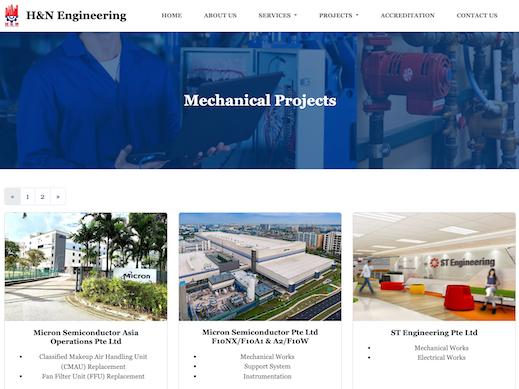 H&N Engineering
HOME
ABOUT US
SERVICES
PROJECTS
ACCREDITATION
CONTACT US
Mechanical Projects
«
1
2
»
Micron
ST Engineering
Micron Semiconductor Asia
Operations Pte Ltd
Classified Makeup Air Handling Unit
(CMAU) Replacement
Fan Filter Unit (FFU) Replacement
Micron Semiconductor Pte Ltd
F10NX/F10A1 & A2/F10W
Mechanical Works
Support System
Instrumentation
ST Engineering Pte Ltd
Mechanical Works
Electrical Works